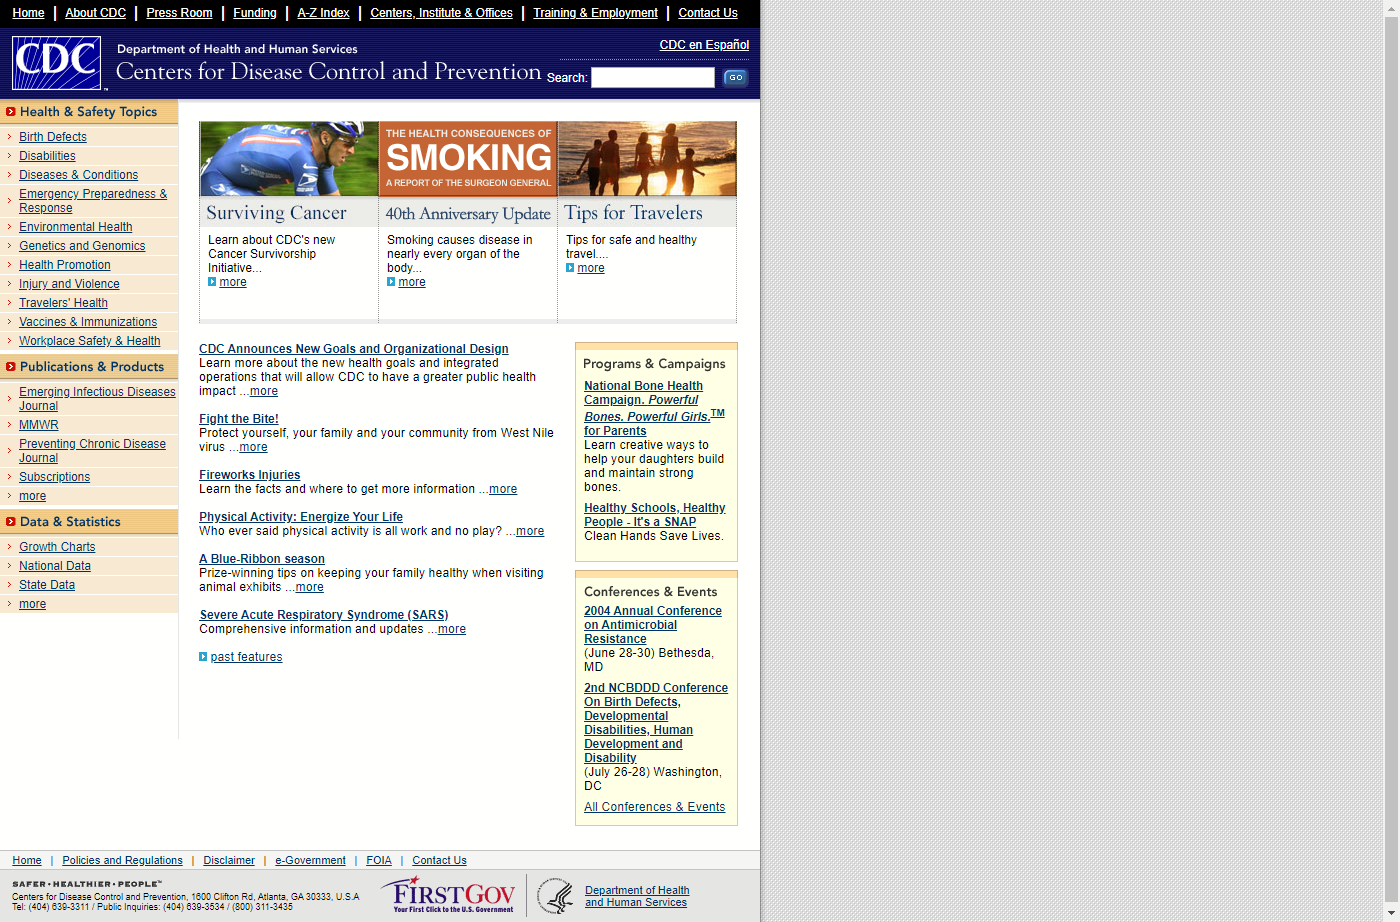 Home | About CDC | Press Room | Funding | A-Z Index | Centers, Institute & Offices | Training & Employment | Contact Us
CDC
™
Department of Health and Human Services
Centers for Disease Control and Prevention
CDC en Español
Search:
GO
Health & Safety Topics
Birth Defects
Disabilities
Diseases & Conditions
Emergency Preparedness &
Response
Environmental Health
Genetics and Genomics
Health Promotion
Injury and Violence
Travelers' Health
Vaccines & Immunizations
Workplace Safety & Health
Publications & Products
Emerging Infectious Diseases
Journal
MMWR
Preventing Chronic Disease
Journal
Subscriptions
more
Data & Statistics
Growth Charts
National Data
State Data
more
Surviving Cancer
Learn about CDC's new
Cancer Survivorship
Initiative...
more
THE HEALTH CONSEQUENCES OF
SMOKING
A REPORT OF THE SURGEON GENERAL
40th Anniversary Update
Smoking causes disease in
nearly every organ of the
body...
more
Tips for Travelers
Tips for safe and healthy
travel....
more
CDC Announces New Goals and Organizational Design
Learn more about the new health goals and integrated
operations that will allow CDC to have a greater public health
impact ...more
Fight the Bite!
Protect yourself, your family and your community from West Nile
virus ...more
Fireworks Injuries
Learn the facts and where to get more information ...more
Physical Activity: Energize Your Life
Who ever said physical activity is all work and no play? ...more
A Blue-Ribbon season
Prize-winning tips on keeping your family healthy when visiting
animal exhibits ...more
Severe Acute Respiratory Syndrome (SARS)
Comprehensive information and updates ...more
past features
Programs & Campaigns
National Bone Health
Campaign. Powerful
Bones. Powerful Girls.TM
for Parents
Learn creative ways to
help your daughters build
and maintain strong
bones.
Healthy Schools, Healthy
People - It's a SNAP
Clean Hands Save Lives.
Conferences & Events
2004 Annual Conference
on Antimicrobial
Resistance
(June 28-30) Bethesda,
MD
2nd NCBDDD Conference
On Birth Defects,
Developmental
Disabilities, Human
Development and
Disability
(July 26-28) Washington,
DC
All Conferences & Events
Home | Policies and Regulations | Disclaimer | e-Government | FOIA | Contact Us
SAFER · HEALTHIER · PEOPLE™
Centers for Disease Control and Prevention, 1600 Clifton Rd, Atlanta, GA 30333, U.S.A
Tel: (404) 639-3311 / Public Inquiries: (404) 639-3534 / (800) 311-3435
FIRSTGOV
Your First Click to the U.S. Government
Department of Health
and Human Services